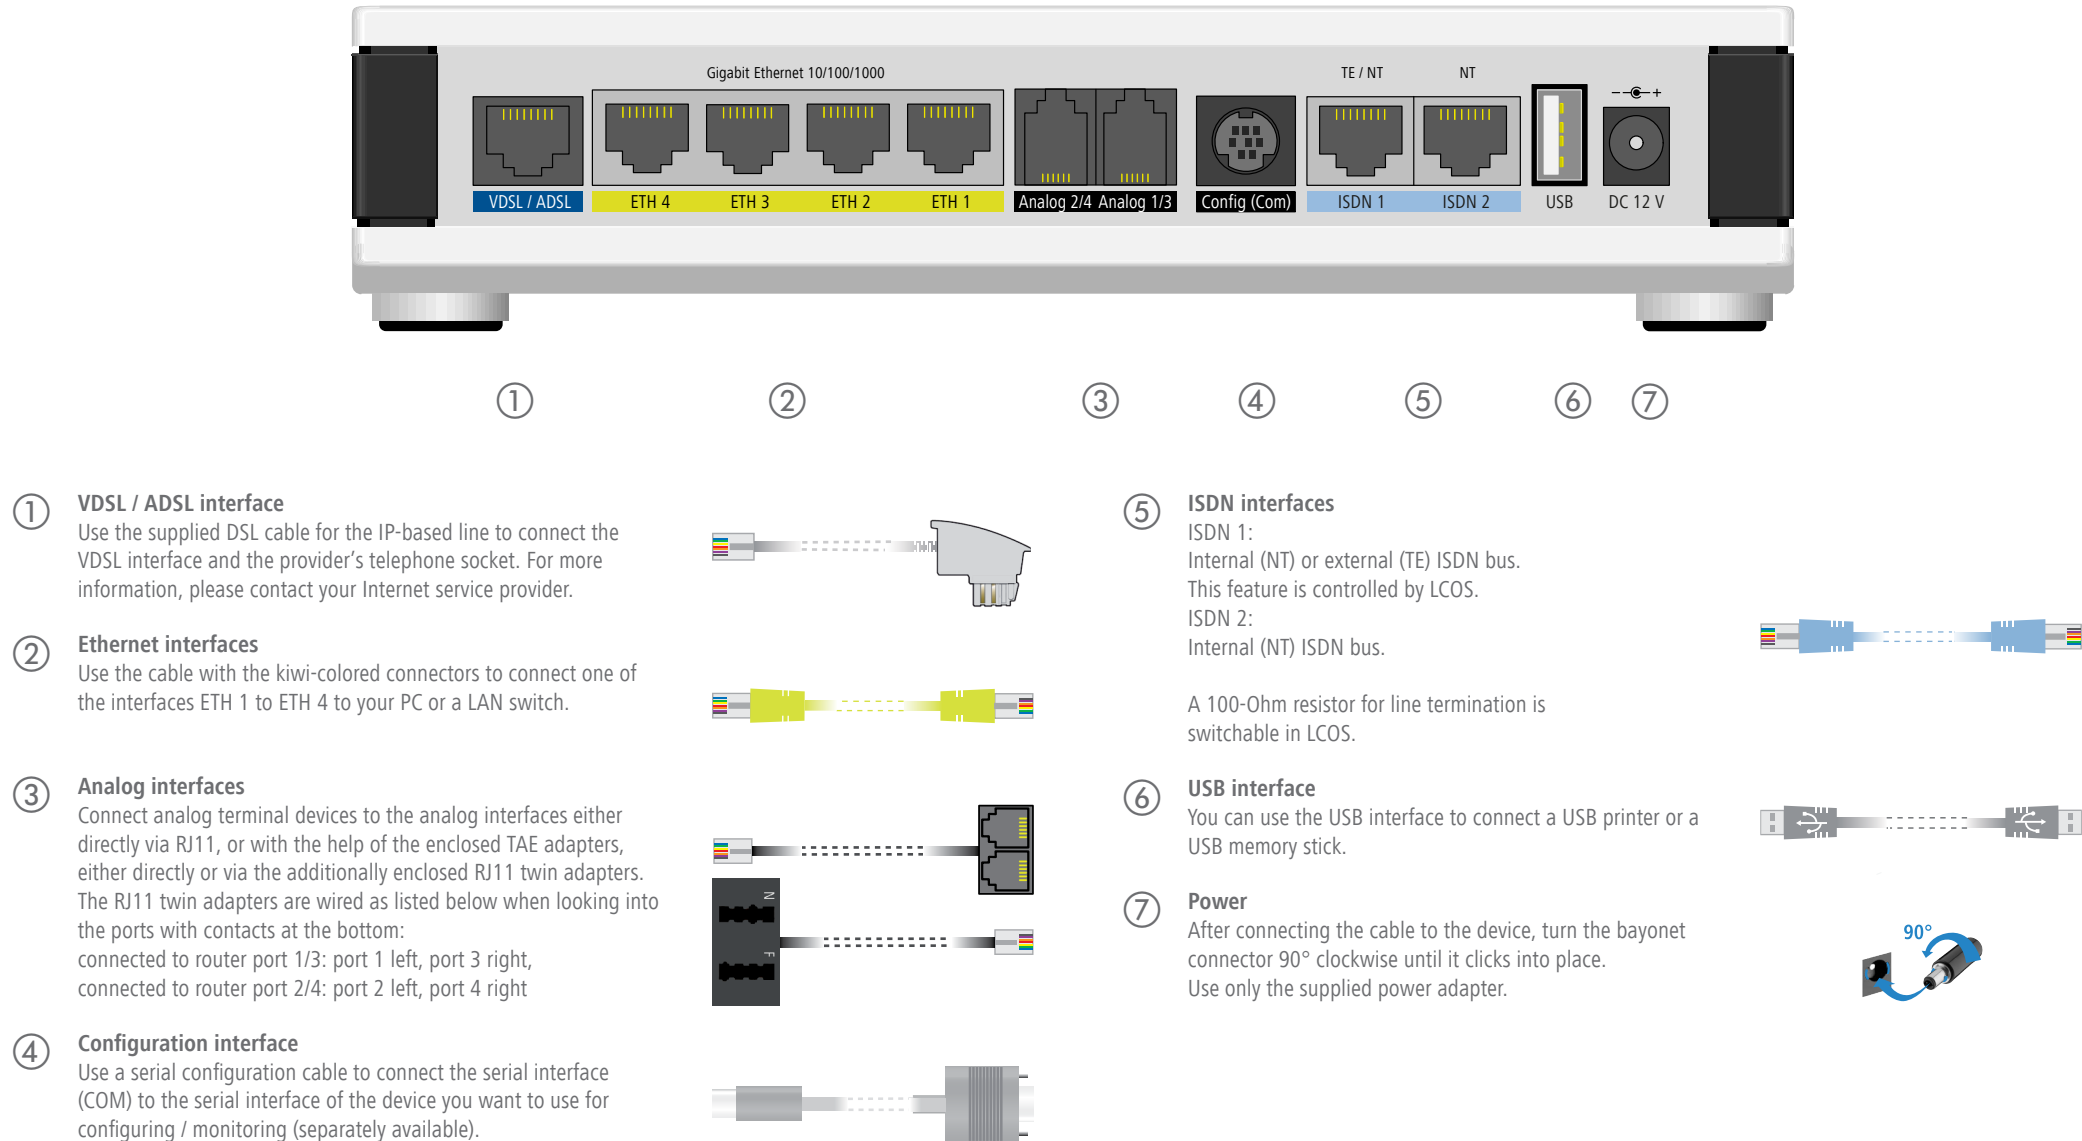 Gigabit Ethernet 10/100/1000
TE / NT
NT
VDSL / ADSL
ETH 4
ETH 3
ETH 2
ETH 1
Analog 2/4
Analog 1/3
Config (Com)
ISDN 1
ISDN 2
USB
DC 12 V
1
2
3
4
5
6
7
1
VDSL / ADSL interface
Use the supplied DSL cable for the IP-based line to connect the
VDSL interface and the provider's telephone socket. For more
information, please contact your Internet service provider.
2
Ethernet interfaces
Use the cable with the kiwi-colored connectors to connect one of
the interfaces ETH 1 to ETH 4 to your PC or a LAN switch.
3
Analog interfaces
Connect analog terminal devices to the analog interfaces either
directly via RJ11, or with the help of the enclosed TAE adapters,
either directly or via the additionally enclosed RJ11 twin adapters.
The RJ11 twin adapters are wired as listed below when looking into
the ports with contacts at the bottom:
connected to router port 1/3: port 1 left, port 3 right,
connected to router port 2/4: port 2 left, port 4 right
N
F
4
Configuration interface
Use a serial configuration cable to connect the serial interface
(COM) to the serial interface of the device you want to use for
configuring / monitoring (separately available).
5
ISDN interfaces
ISDN 1:
Internal (NT) or external (TE) ISDN bus.
This feature is controlled by LCOS.
ISDN 2:
Internal (NT) ISDN bus.
A 100-Ohm resistor for line termination is
switchable in LCOS.
6
USB interface
You can use the USB interface to connect a USB printer or a
USB memory stick.
7
Power
After connecting the cable to the device, turn the bayonet
connector 90° clockwise until it clicks into place.
Use only the supplied power adapter.
90°